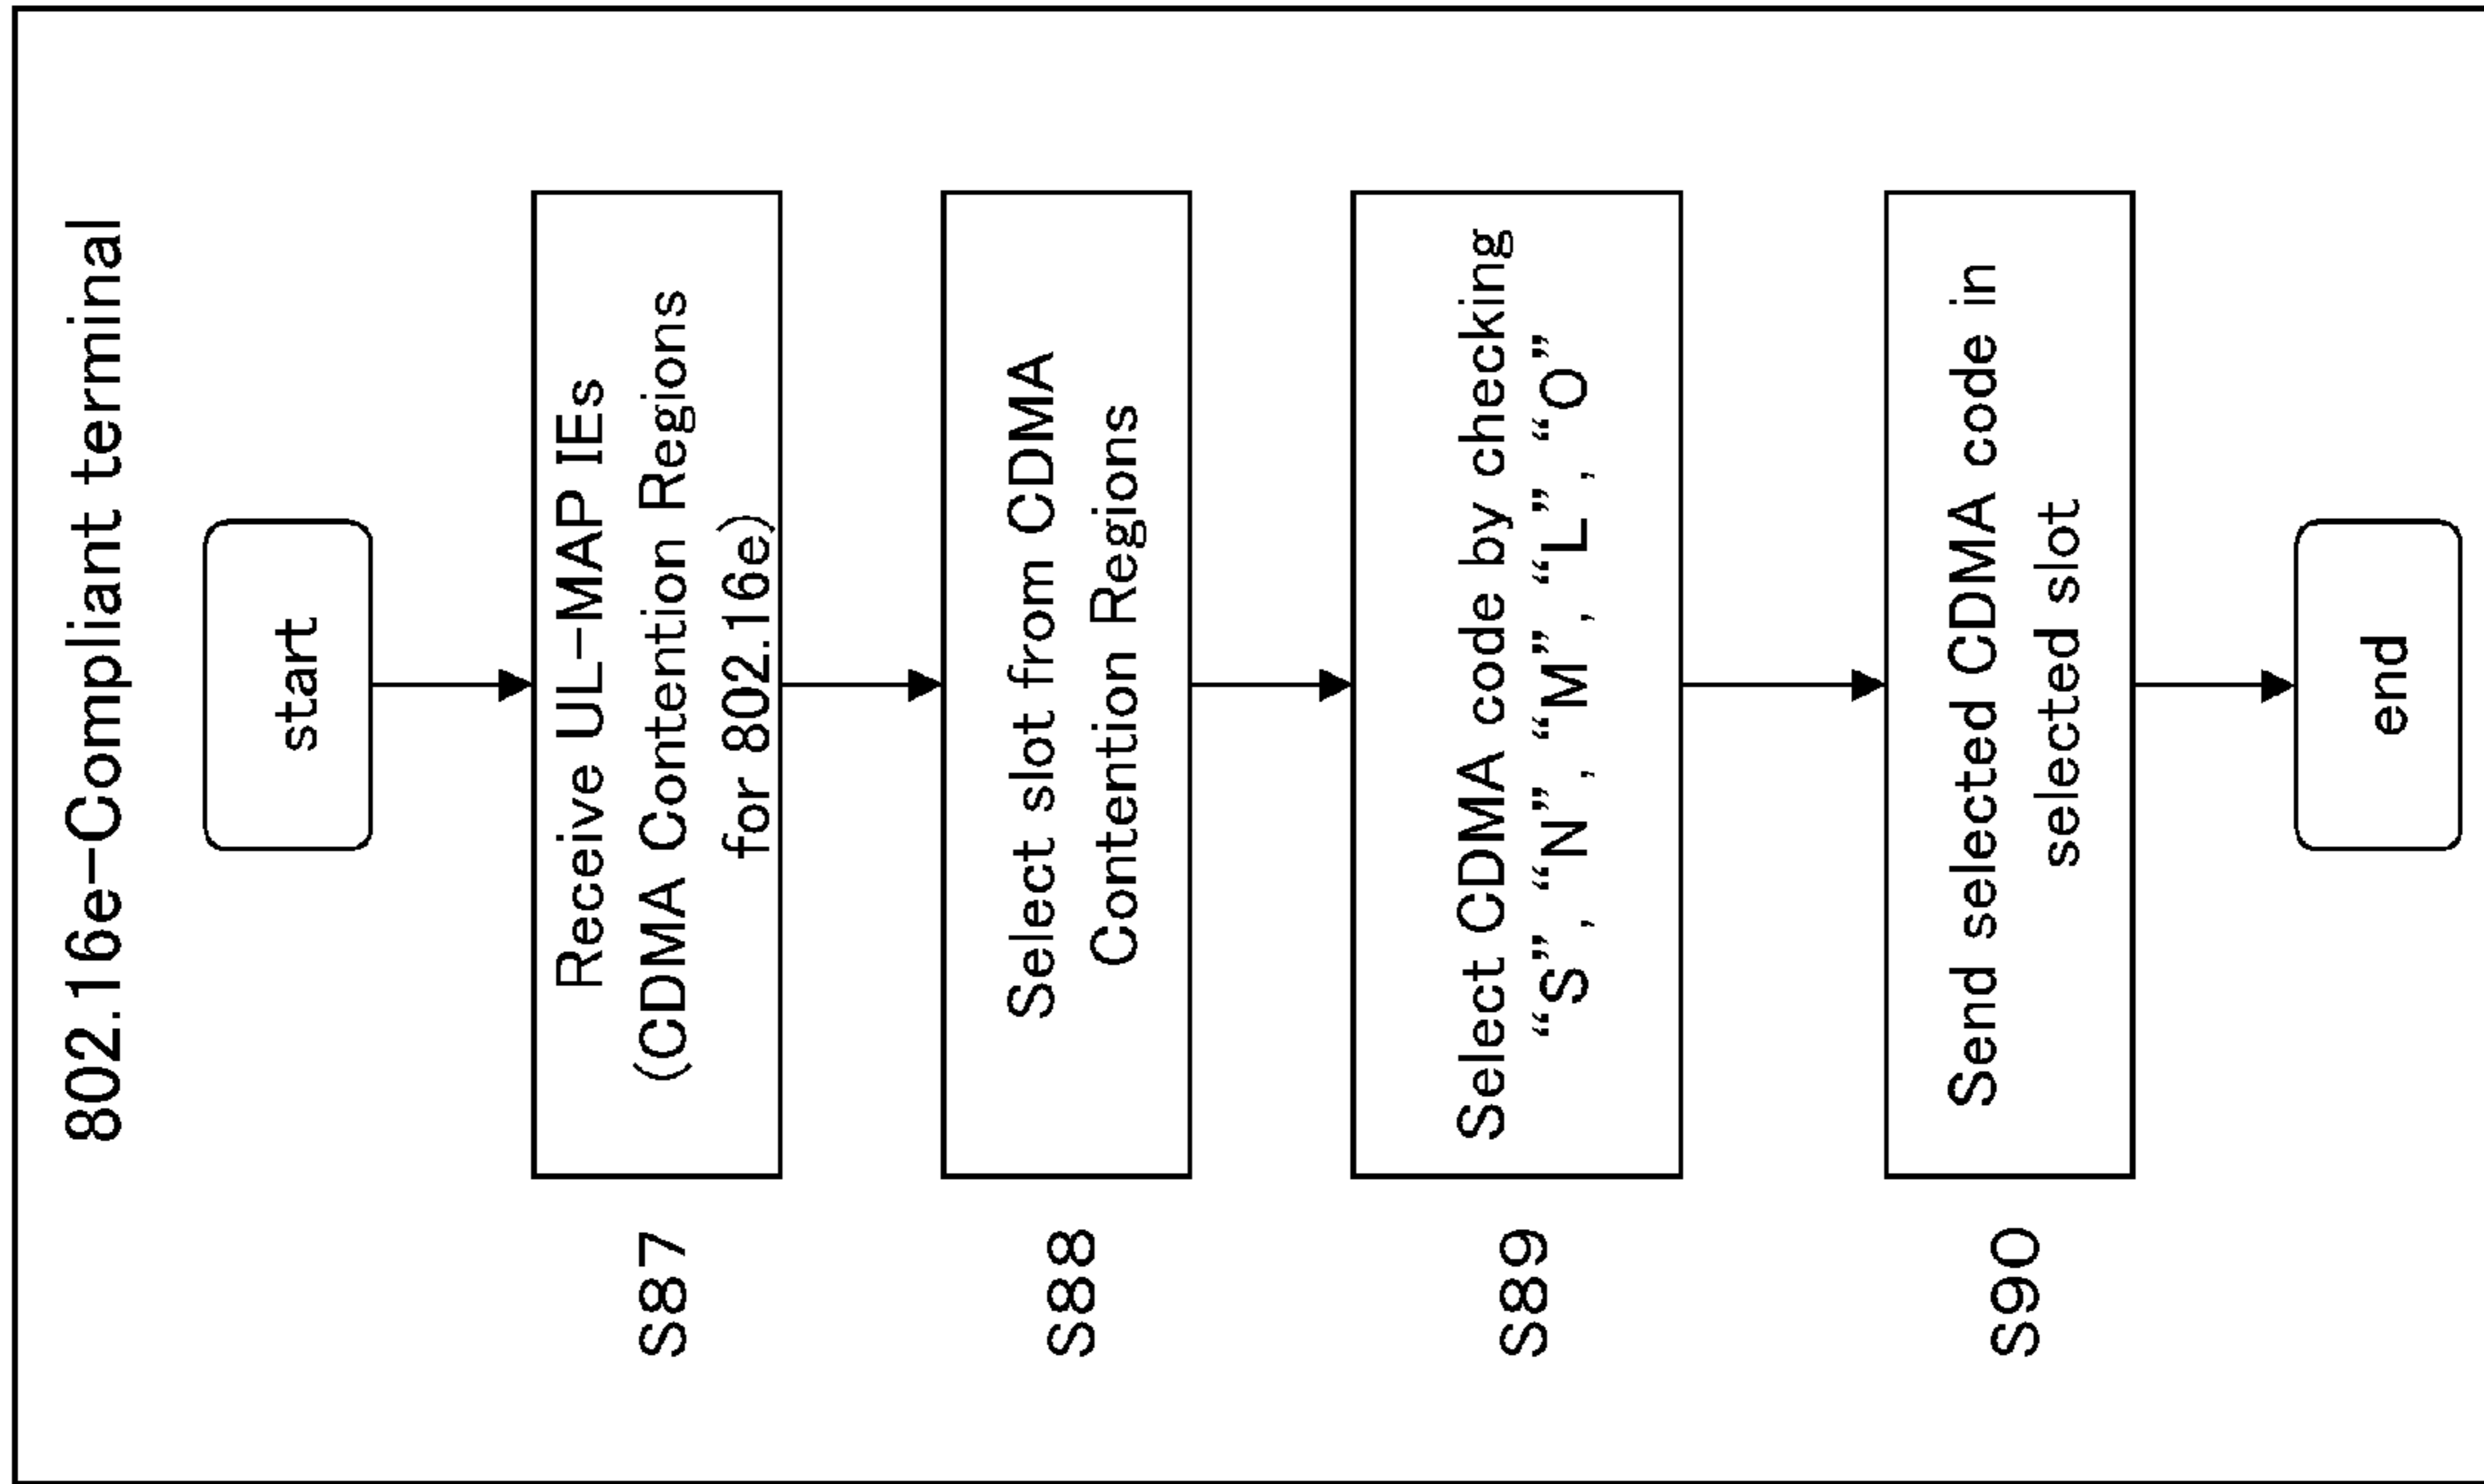 802.16e-Compliant terminal
start
S87
Receive UL-MAP IEs
(CDMA Contention Regions
for 802.16e)
S88
Select slot from CDMA
Contention Regions
S89
Select CDMA code by checking
“S”, “N”, “M”, “L”, “O”
S90
Send selected CDMA code in
selected slot
end